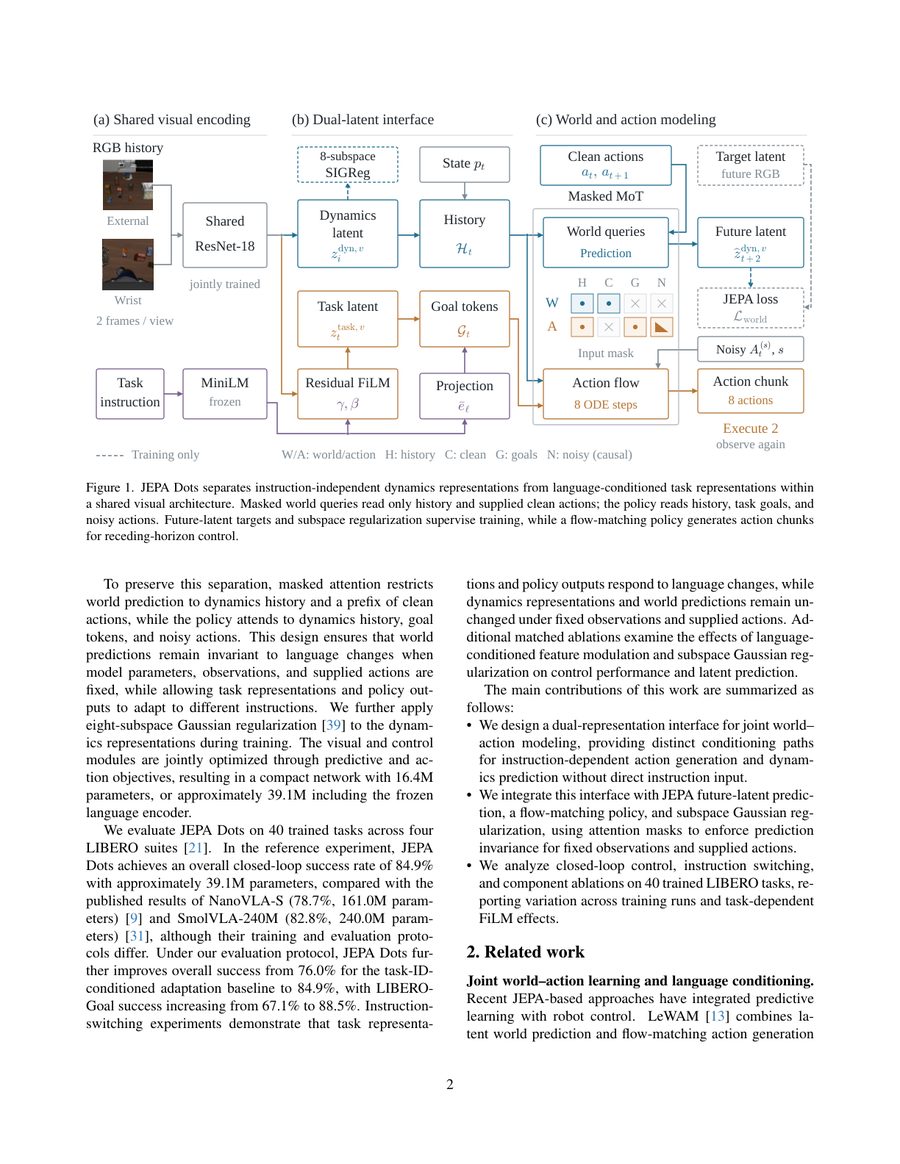 (a) Shared visual encoding
RGB history
External
Wrist
2 frames / view
Shared
ResNet-18
jointly trained
Task
instruction
MiniLM
frozen
(b) Dual-latent interface
8-subspace
SIGReg
State pₜ
Dynamics
latent
zᵢ^{dyn, v}
History
ℋₜ
Task latent
zₜ^{task, v}
Goal tokens
𝒢ₜ
Residual FiLM
γ, β
Projection
ẽ_ℓ
(c) World and action modeling
Clean actions
aₜ, aₜ₊₁
Target latent
future RGB
Masked MoT
World queries
Prediction
Future latent
ẑ_{t+2}^{dyn, v}
H C G N
W • • × ×
A • × •
Input mask
JEPA loss
ℒ_world
Noisy Aₜ^{(s)}, s
Action flow
8 ODE steps
Action chunk
8 actions
Execute 2
observe again
Training only
W/A: world/action H: history C: clean G: goals N: noisy (causal)
Figure 1. JEPA Dots separates instruction-independent dynamics representations from language-conditioned task representations within
a shared visual architecture. Masked world queries read only history and supplied clean actions; the policy reads history, task goals, and
noisy actions. Future-latent targets and subspace regularization supervise training, while a flow-matching policy generates action chunks
for receding-horizon control.
To preserve this separation, masked attention restricts
world prediction to dynamics history and a prefix of clean
actions, while the policy attends to dynamics history, goal
tokens, and noisy actions. This design ensures that world
predictions remain invariant to language changes when
model parameters, observations, and supplied actions are
fixed, while allowing task representations and policy out-
puts to adapt to different instructions. We further apply
eight-subspace Gaussian regularization [39] to the dynam-
ics representations during training. The visual and control
modules are jointly optimized through predictive and ac-
tion objectives, resulting in a compact network with 16.4M
parameters, or approximately 39.1M including the frozen
language encoder.
We evaluate JEPA Dots on 40 trained tasks across four
LIBERO suites [21]. In the reference experiment, JEPA
Dots achieves an overall closed-loop success rate of 84.9%
with approximately 39.1M parameters, compared with the
published results of NanoVLA-S (78.7%, 161.0M param-
eters) [9] and SmolVLA-240M (82.8%, 240.0M param-
eters) [31], although their training and evaluation proto-
cols differ. Under our evaluation protocol, JEPA Dots fur-
ther improves overall success from 76.0% for the task-ID-
conditioned adaptation baseline to 84.9%, with LIBERO-
Goal success increasing from 67.1% to 88.5%. Instruction-
switching experiments demonstrate that task representa-
tions and policy outputs respond to language changes, while
dynamics representations and world predictions remain un-
changed under fixed observations and supplied actions. Ad-
ditional matched ablations examine the effects of language-
conditioned feature modulation and subspace Gaussian reg-
ularization on control performance and latent prediction.
The main contributions of this work are summarized as
follows:
• We design a dual-representation interface for joint world–
action modeling, providing distinct conditioning paths
for instruction-dependent action generation and dynam-
ics prediction without direct instruction input.
• We integrate this interface with JEPA future-latent predic-
tion, a flow-matching policy, and subspace Gaussian reg-
ularization, using attention masks to enforce prediction
invariance for fixed observations and supplied actions.
• We analyze closed-loop control, instruction switching,
and component ablations on 40 trained LIBERO tasks, re-
porting variation across training runs and task-dependent
FiLM effects.
2. Related work
Joint world–action learning and language conditioning.
Recent JEPA-based approaches have integrated predictive
learning with robot control. LeWAM [13] combines la-
tent world prediction and flow-matching action generation
2